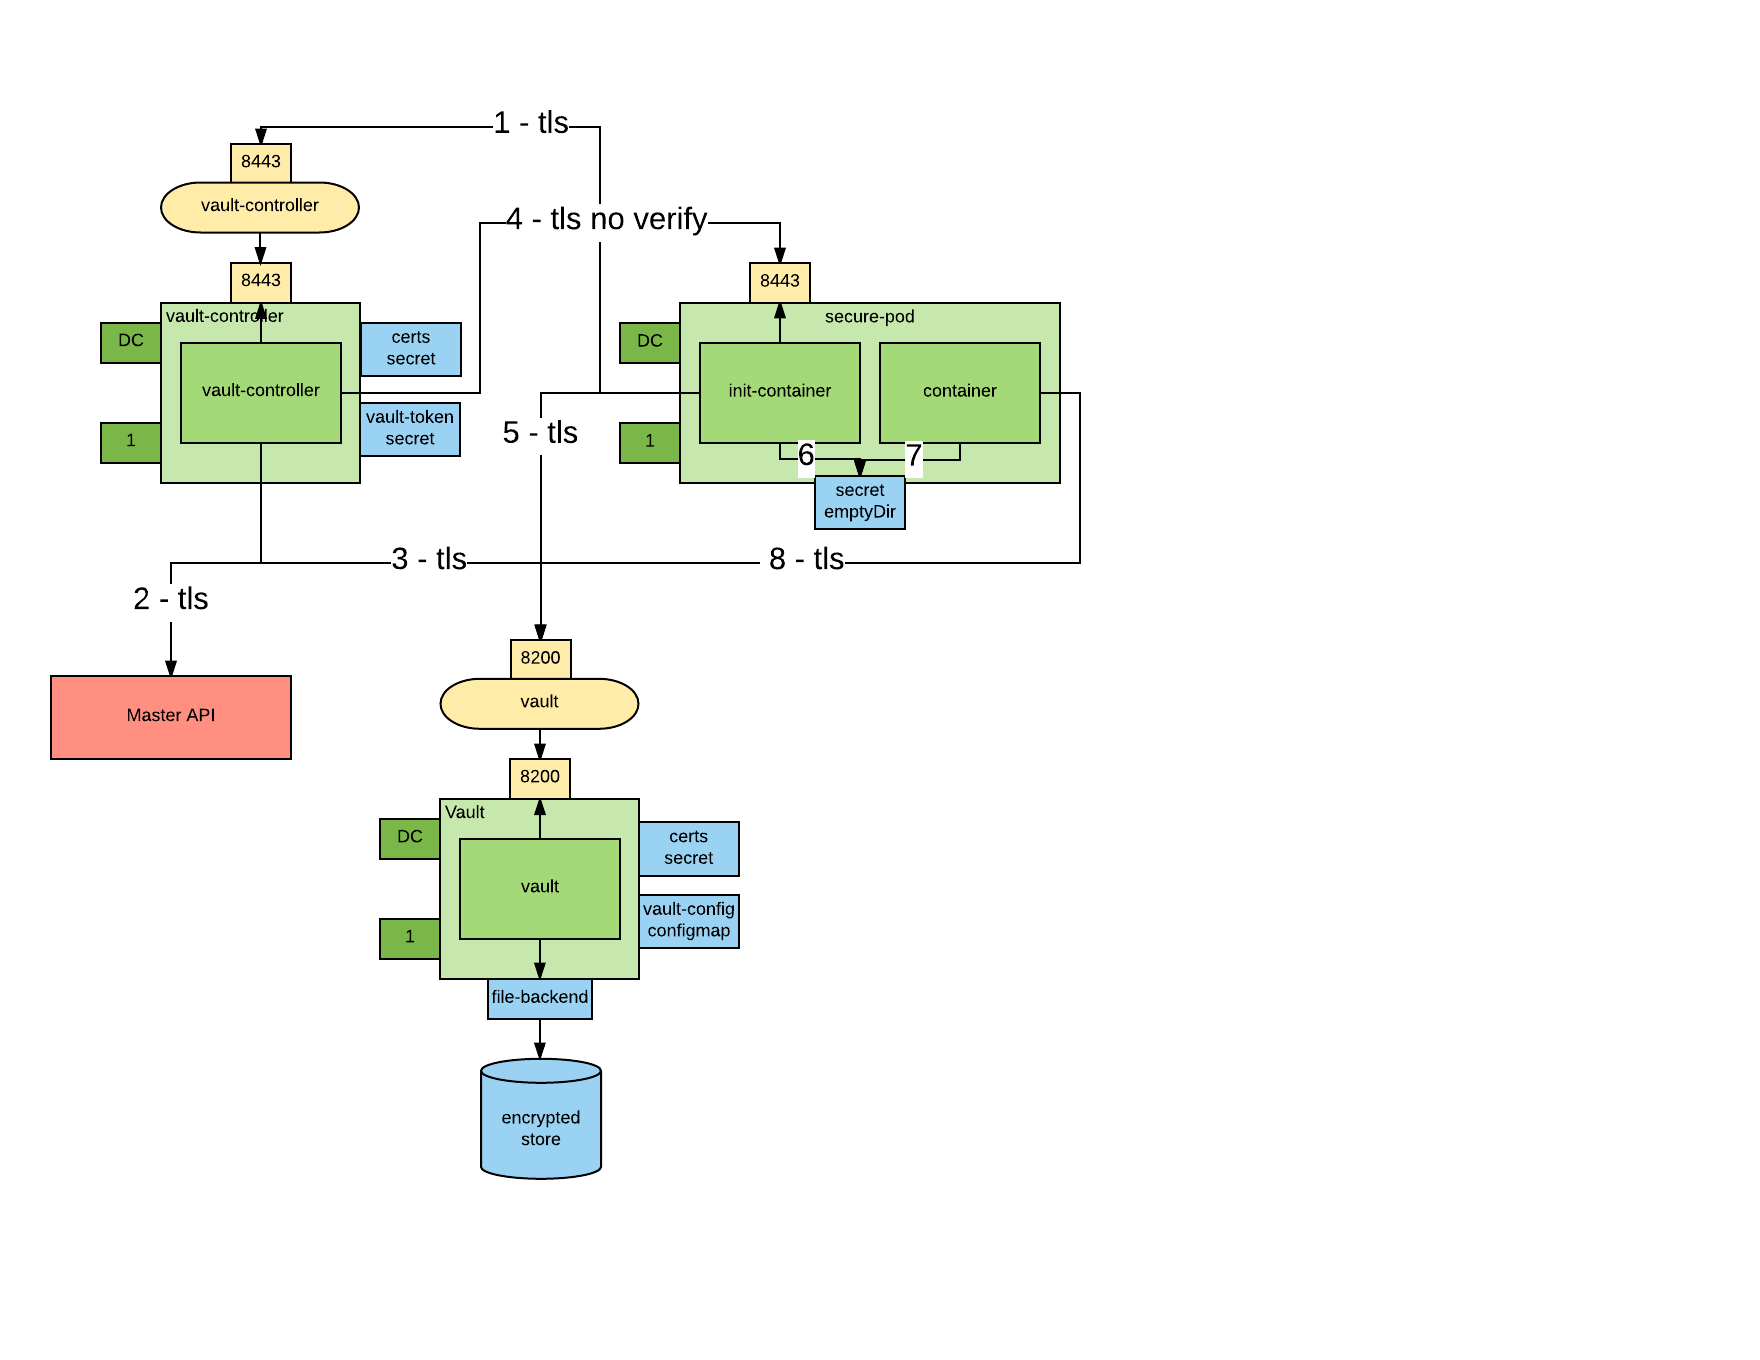 1 - tls
8443
vault-controller
4 - tls no verify
8443
8443
vault-controller
secure-pod
DC
certs
secret
DC
vault-controller
init-container
container
vault-token
secret
1
5 - tls
1
6
7
secret
emptyDir
3 - tls
8 - tls
2 - tls
8200
vault
Master API
8200
Vault
DC
certs
secret
vault
vault-config
configmap
1
file-backend
encrypted
store